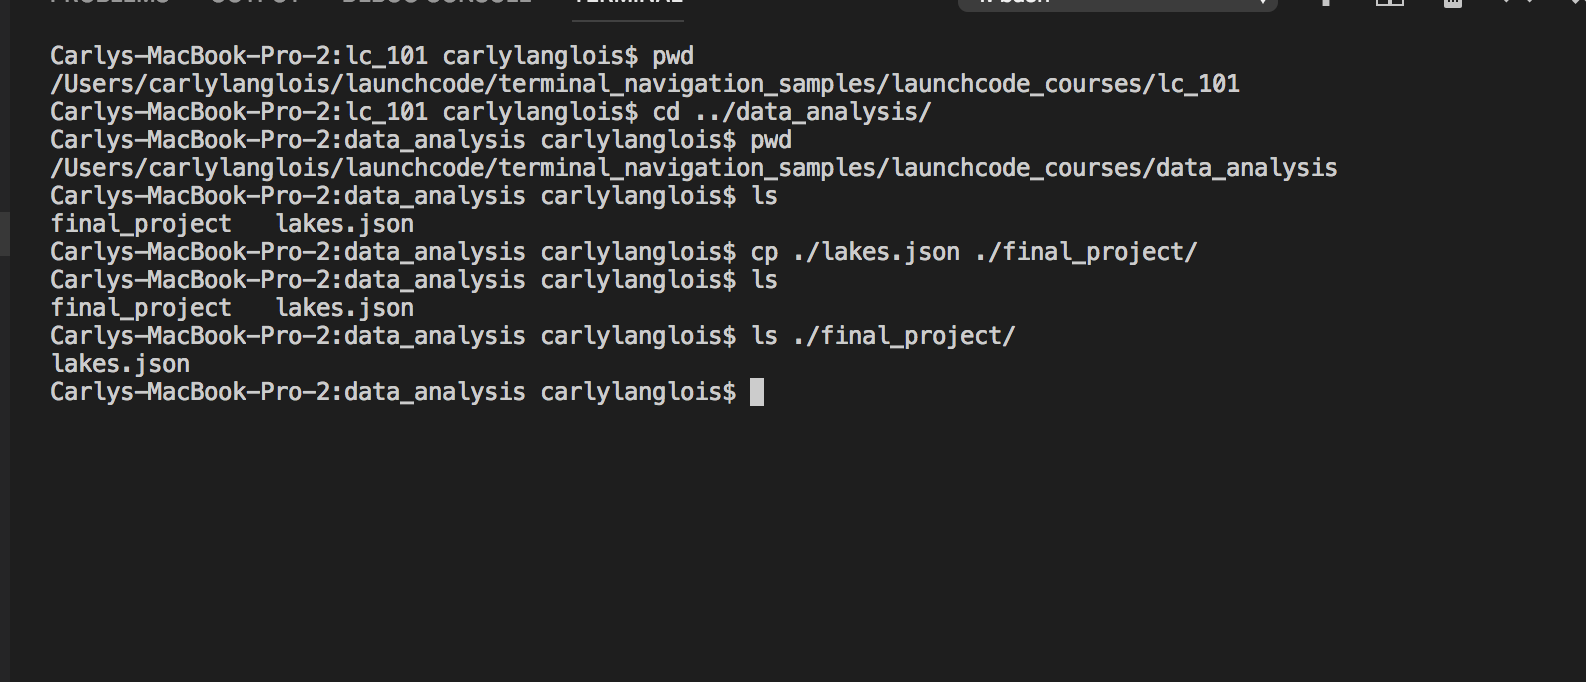 PROBLEMS OUTPUT DEBUG CONSOLE TERMINAL 1: bash
Carlys-MacBook-Pro-2:lc_101 carlylanglois$ pwd
/Users/carlylanglois/launchcode/terminal_navigation_samples/launchcode_courses/lc_101
Carlys-MacBook-Pro-2:lc_101 carlylanglois$ cd ../data_analysis/
Carlys-MacBook-Pro-2:data_analysis carlylanglois$ pwd
/Users/carlylanglois/launchcode/terminal_navigation_samples/launchcode_courses/data_analysis
Carlys-MacBook-Pro-2:data_analysis carlylanglois$ ls
final_project lakes.json
Carlys-MacBook-Pro-2:data_analysis carlylanglois$ cp ./lakes.json ./final_project/
Carlys-MacBook-Pro-2:data_analysis carlylanglois$ ls
final_project lakes.json
Carlys-MacBook-Pro-2:data_analysis carlylanglois$ ls ./final_project/
lakes.json
Carlys-MacBook-Pro-2:data_analysis carlylanglois$